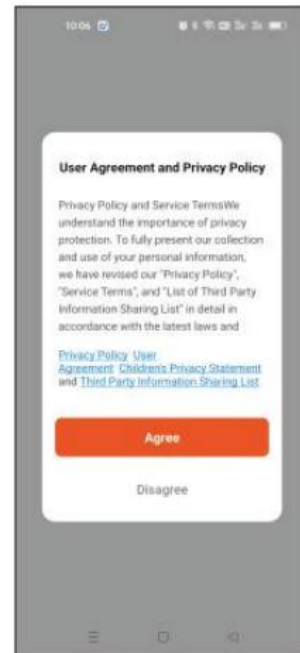 10:06
User Agreement and Privacy Policy
Privacy Policy and Service TermsWe
understand the importance of privacy
protection. To fully present our collection
and use of your personal information,
we have revised our "Privacy Policy",
"Service Terms", and "List of Third Party
Information Sharing List" in detail in
accordance with the latest laws and
Privacy Policy User
Agreement Children's Privacy Statement
and Third Party Information Sharing List
Agree
Disagree